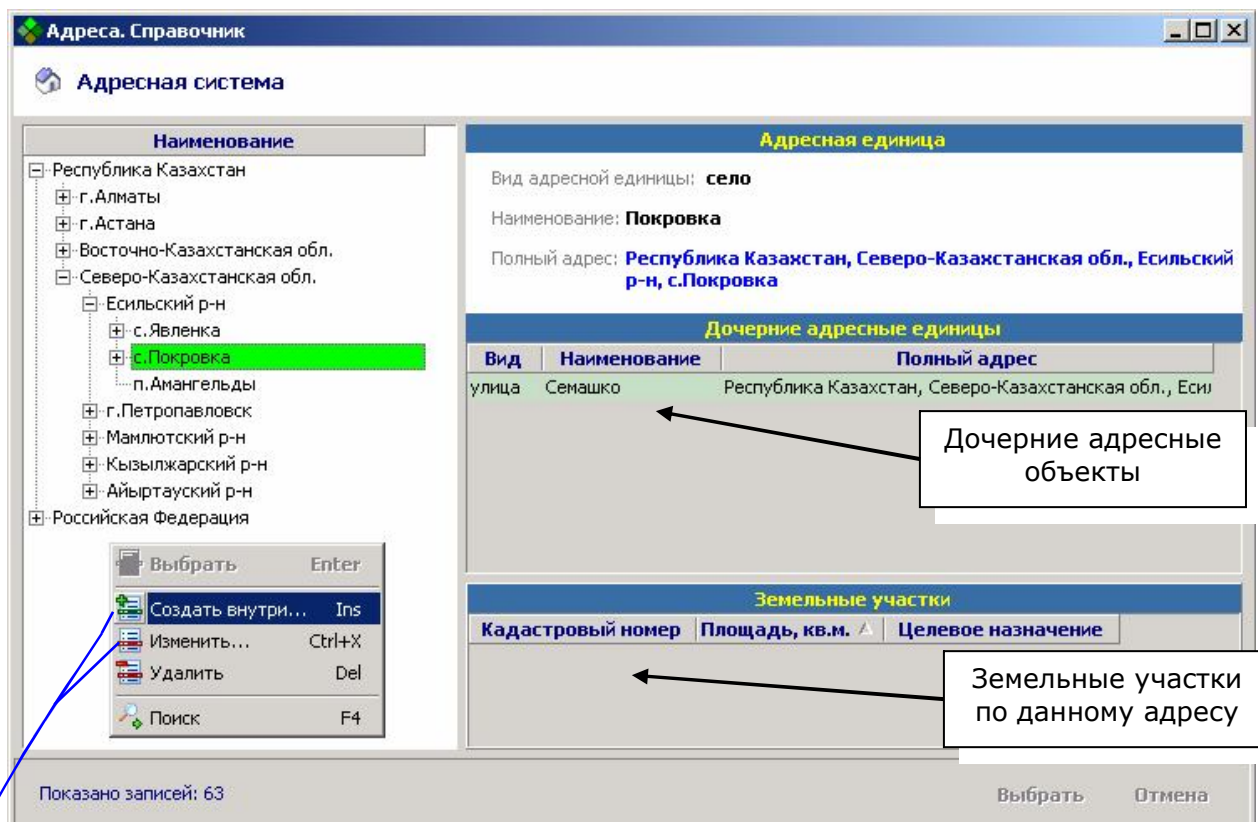 Адреса. Справочник
Адресная система
Наименование
Республика Казахстан
г.Алматы
г.Астана
Восточно-Казахстанская обл.
Северо-Казахстанская обл.
Есильский р-н
с.Явленка
с.Покровка
п.Амангельды
г.Петропавловск
Мамлютский р-н
Кызылжарский р-н
Айыртауский р-н
Российская Федерация
Выбрать Enter
Создать внутри... Ins
Изменить... Ctrl+X
Удалить Del
Поиск F4
Адресная единица
Вид адресной единицы: село
Наименование: Покровка
Полный адрес: Республика Казахстан, Северо-Казахстанская обл., Есильский
р-н, с.Покровка
Дочерние адресные единицы
Вид Наименование Полный адрес
улица Семашко Республика Казахстан, Северо-Казахстанская обл., Еси
Дочерние адресные
объекты
Земельные участки
Кадастровый номер Площадь, кв.м. Целевое назначение
Земельные участки
по данному адресу
Показано записей: 63
Выбрать Отмена